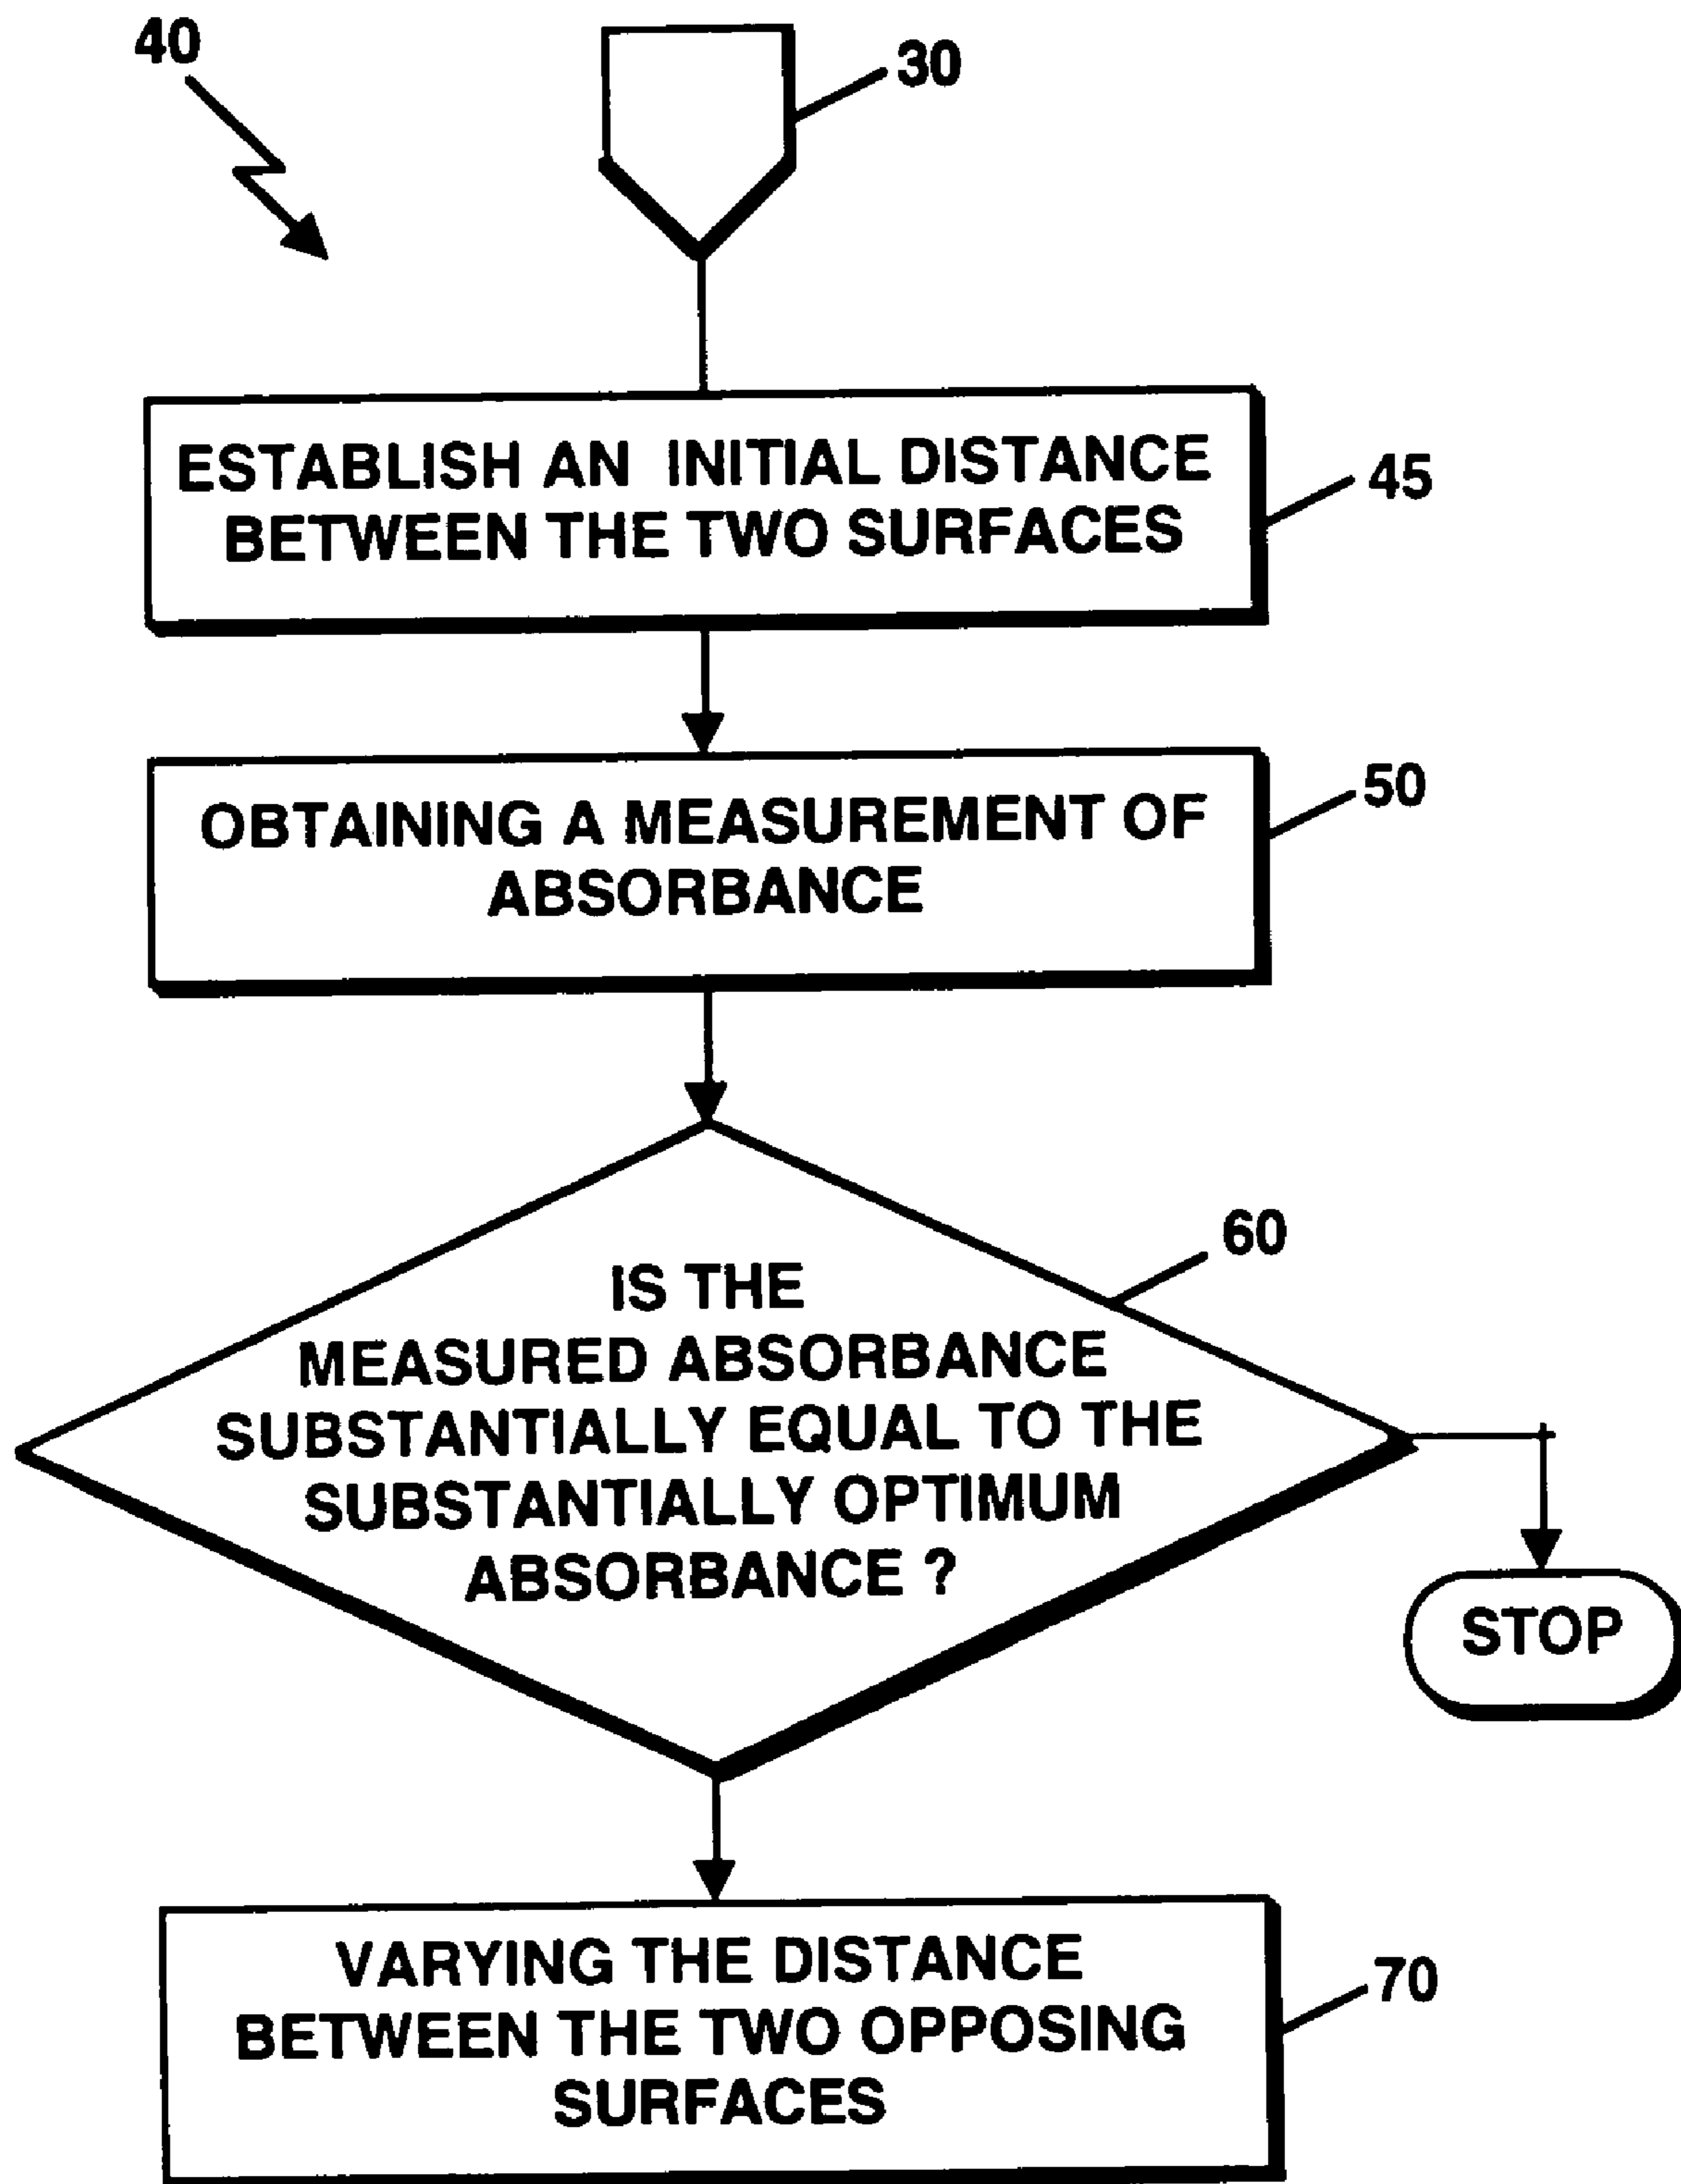 40
30
ESTABLISH AN INITIAL DISTANCE
BETWEEN THE TWO SURFACES
45
OBTAINING A MEASUREMENT OF
ABSORBANCE
50
60
IS THE
MEASURED ABSORBANCE
SUBSTANTIALLY EQUAL TO THE
SUBSTANTIALLY OPTIMUM
ABSORBANCE ?
STOP
VARYING THE DISTANCE
BETWEEN THE TWO OPPOSING
SURFACES
70